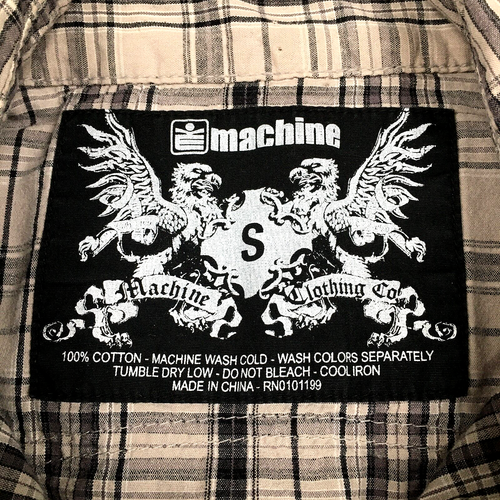 machine
S
Machine Clothing Co
100% COTTON - MACHINE WASH COLD - WASH COLORS SEPARATELY
TUMBLE DRY LOW - DO NOT BLEACH - COOL IRON
MADE IN CHINA - RN0101199